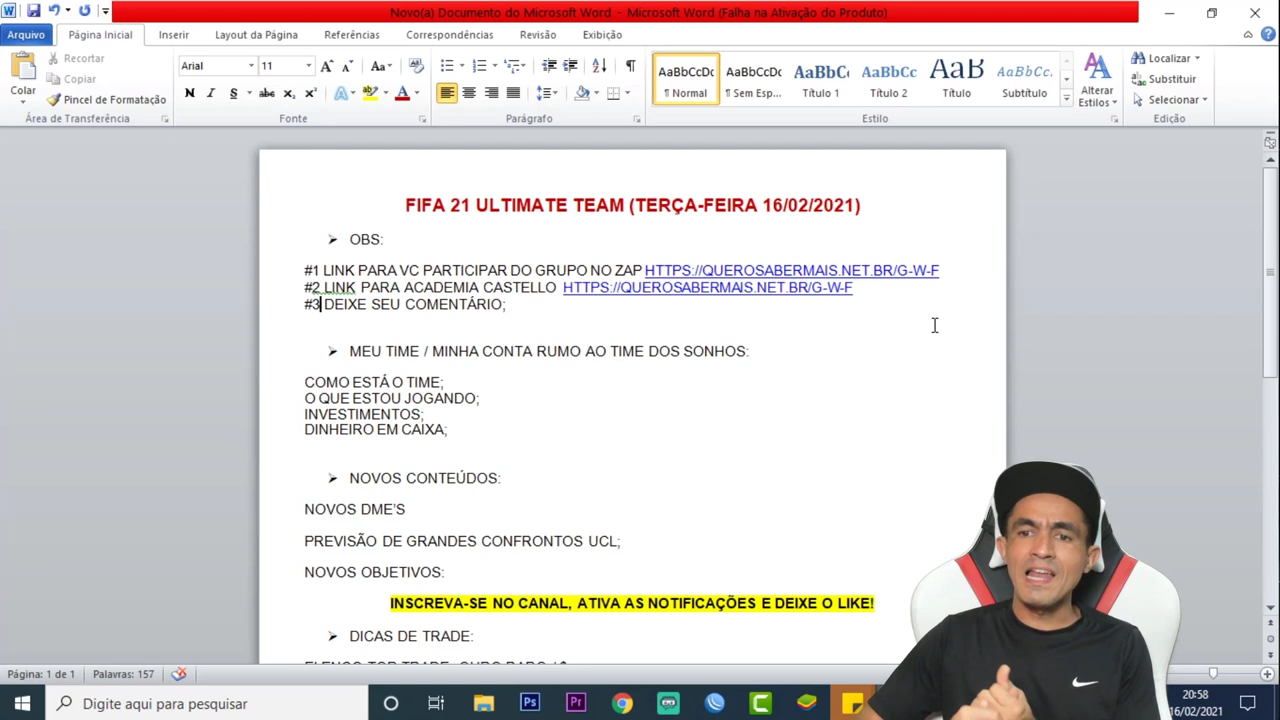 Novo(a) Documento do Microsoft Word - Microsoft Word (Falha na Ativação do Produto)
Arquivo Página Inicial Inserir Layout da Página Referências Correspondências Revisão Exibição
Colar
Recortar
Copiar
Pincel de Formatação
Área de Transferência
Arial 11
N I S abc x₂ x² A ab A
Fonte
Parágrafo
AaBbCcDc AaBbCcDc AaBbC AaBbCc AaB AaBbCc.
¶ Normal ¶ Sem Esp... Título 1 Título 2 Título Subtítulo
Estilo
Alterar
Estilos
Localizar
Substituir
Selecionar
Edição
FIFA 21 ULTIMATE TEAM (TERÇA-FEIRA 16/02/2021)
OBS:
#1 LINK PARA VC PARTICIPAR DO GRUPO NO ZAP HTTPS://QUEROSABERMAIS.NET.BR/G-W-F
#2 LINK PARA ACADEMIA CASTELLO HTTPS://QUEROSABERMAIS.NET.BR/G-W-F
#3 DEIXE SEU COMENTÁRIO;
MEU TIME / MINHA CONTA RUMO AO TIME DOS SONHOS:
COMO ESTÁ O TIME;
O QUE ESTOU JOGANDO;
INVESTIMENTOS;
DINHEIRO EM CAIXA;
NOVOS CONTEÚDOS:
NOVOS DME'S
PREVISÃO DE GRANDES CONFRONTOS UCL;
NOVOS OBJETIVOS:
INSCREVA-SE NO CANAL, ATIVA AS NOTIFICAÇÕES E DEIXE O LIKE!
DICAS DE TRADE:
Página: 1 de 1 Palavras: 157
Digite aqui para pesquisar
20:58
16/02/2021